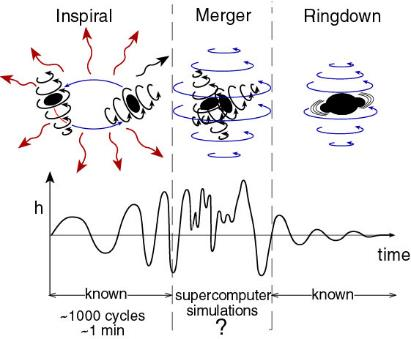 Inspiral
Merger
Ringdown
h
time
known
supercomputer
simulations
?
known
~1000 cycles
~1 min